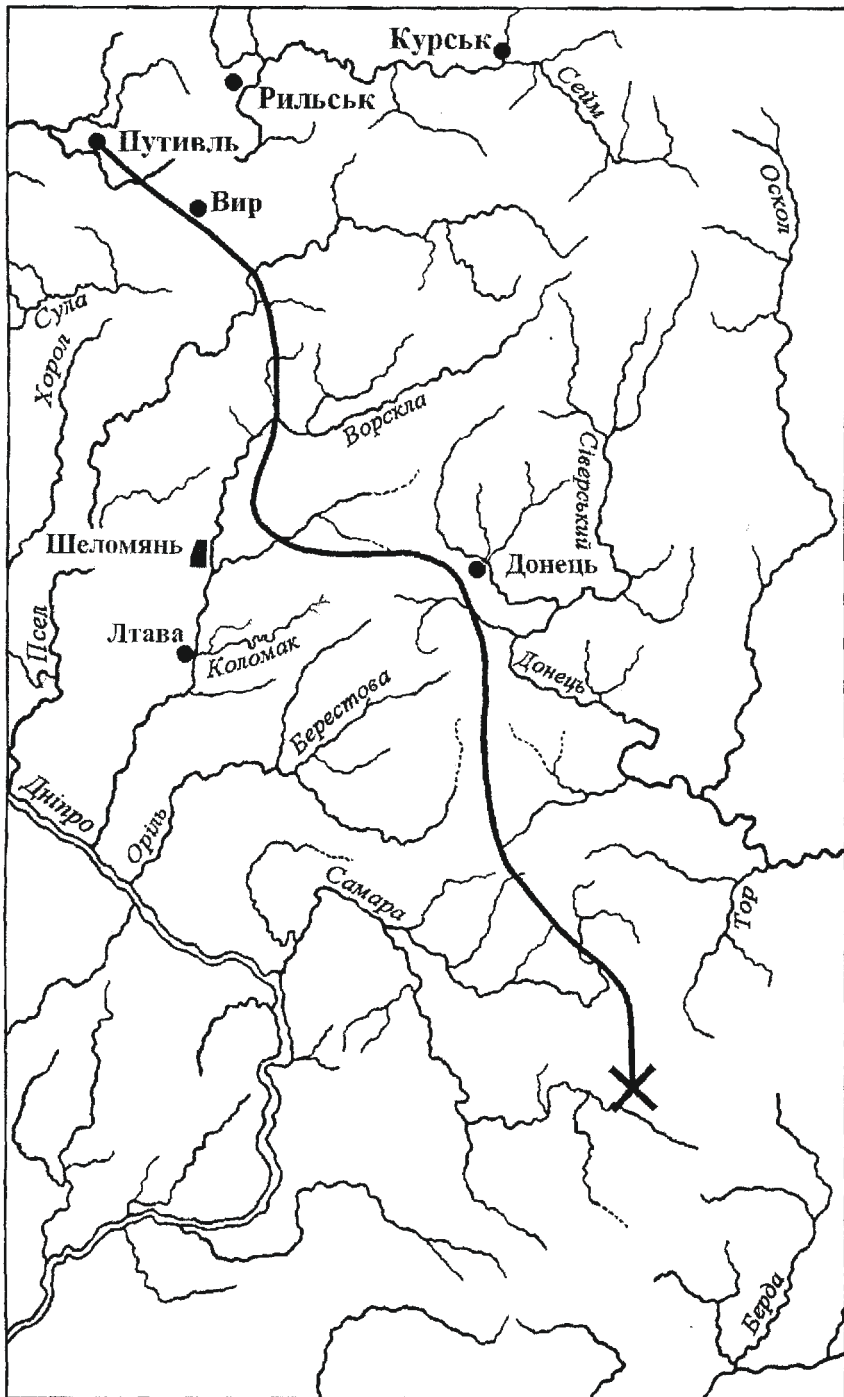 Курськ
Рильськ
Сейм
Путивль
Оскол
Вир
Сула
Хорол
Ворскла
Сіверський
Шеломянь
Донець
Псел
Лтава
Коломак
Донець
Берестова
Дніпро
Оріль
Самара
Тор
Берда